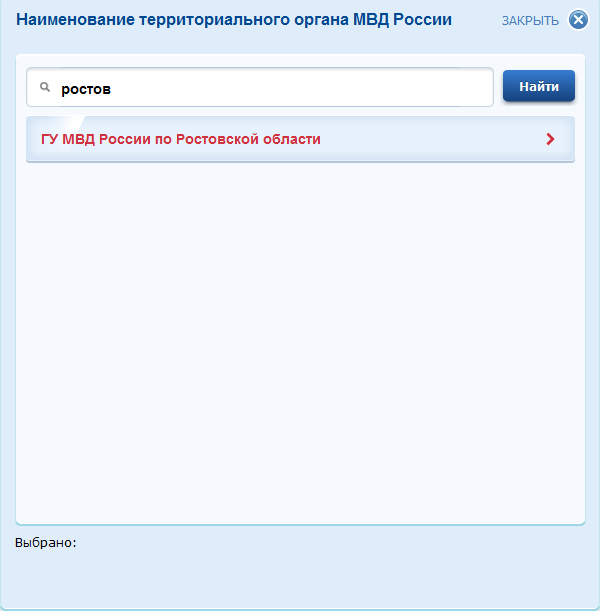 Наименование территориального органа МВД России
ЗАКРЫТЬ
ростов
Найти
ГУ МВД России по Ростовской области
Выбрано: